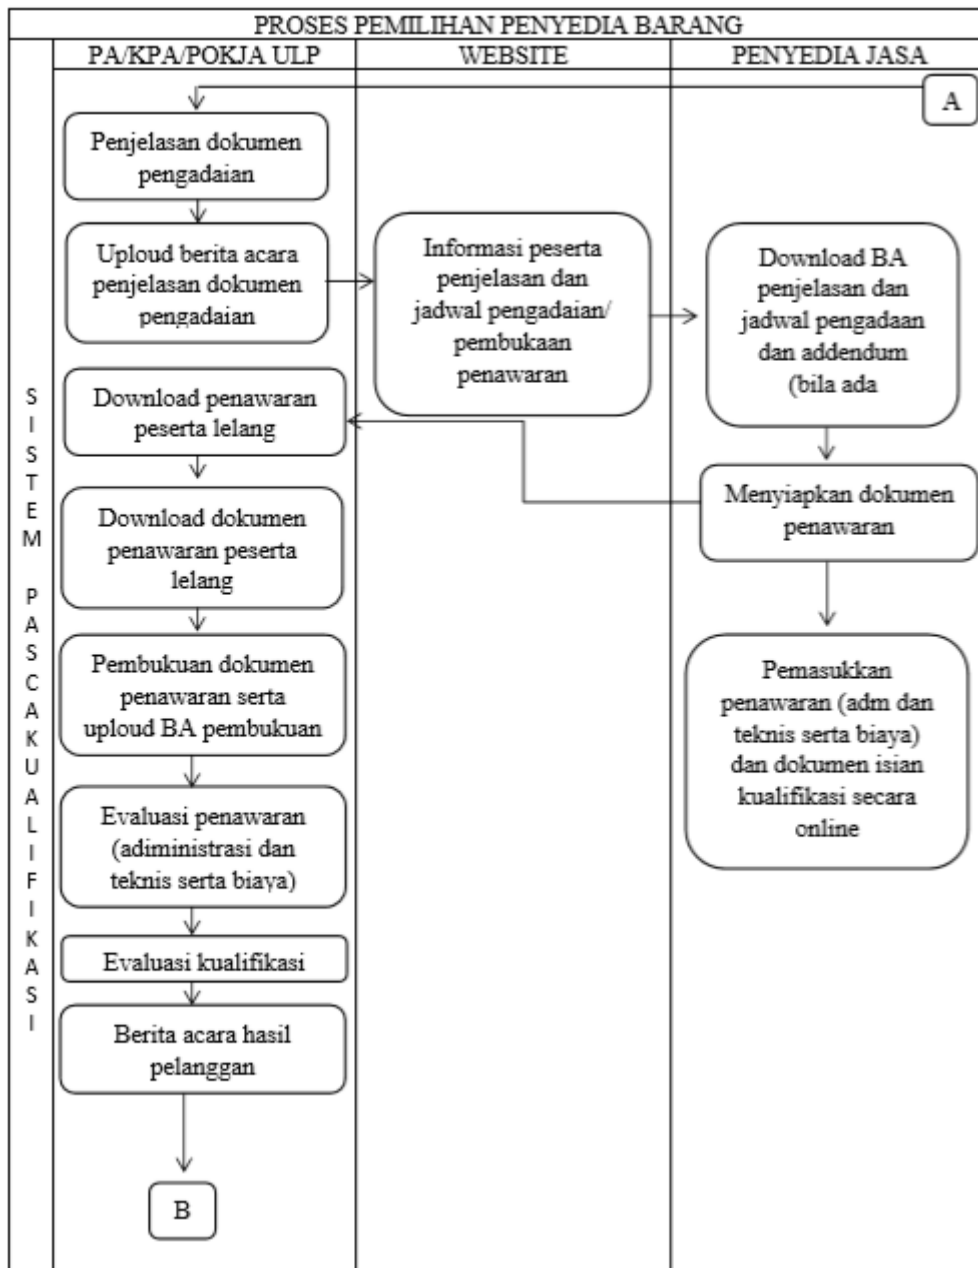 PROSES PEMILIHAN PENYEDIA BARANG
PA/KPA/POKJA ULP
WEBSITE
PENYEDIA JASA
A
Penjelasan dokumen
pengadaian
Uploud berita acara
penjelasan dokumen
pengadaian
Informasi peserta
penjelasan dan
jadwal pengadaian/
pembukaan
penawaran
Download BA
penjelasan dan
jadwal pengadaan
dan addendum
(bila ada
Download penawaran
peserta lelang
Menyiapkan dokumen
penawaran
Download dokumen
penawaran peserta
lelang
Pembukuan dokumen
penawaran serta
uploud BA pembukuan
Pemasukkan
penawaran (adm dan
teknis serta biaya)
dan dokumen isian
kualifikasi secara
online
Evaluasi penawaran
(adiministrasi dan
teknis serta biaya)
Evaluasi kualifikasi
Berita acara hasil
pelanggan
B
SISTEM PASCAKUALIFIKASI